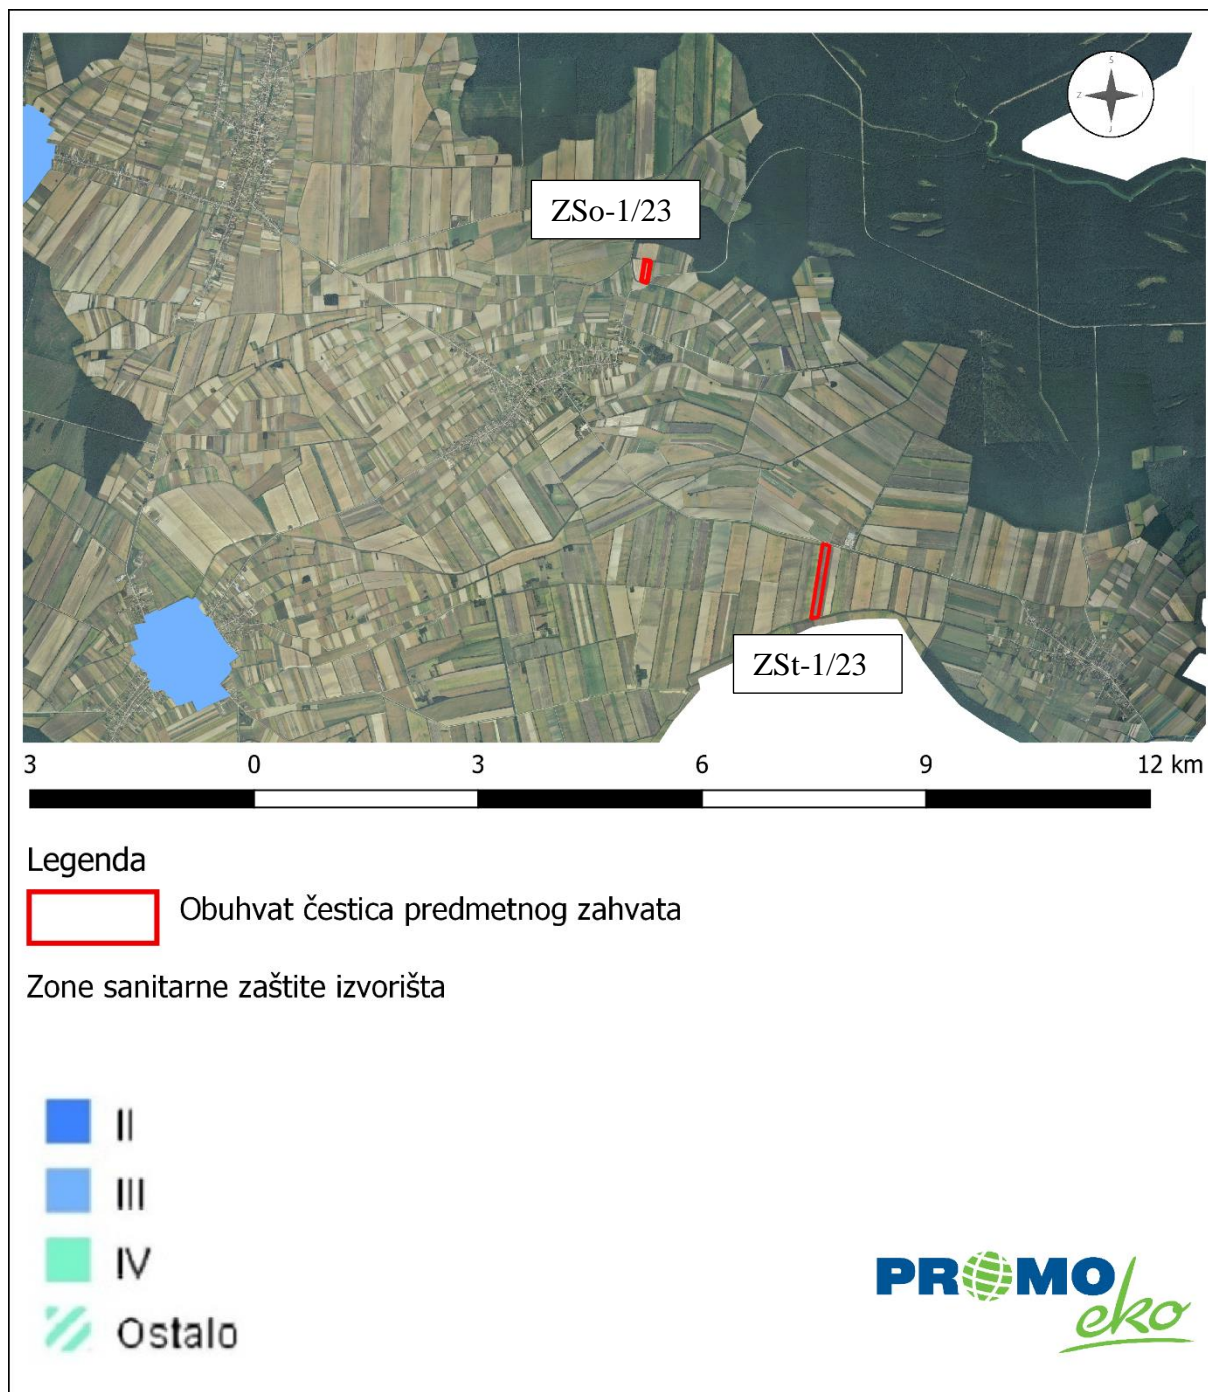 S
Z
I
J
ZSo-1/23
ZSt-1/23
3 0 3 6 9 12 km
Legenda
Obuhvat čestica predmetnog zahvata
Zone sanitarne zaštite izvorišta
II
III
IV
Ostalo
PROMO
eko